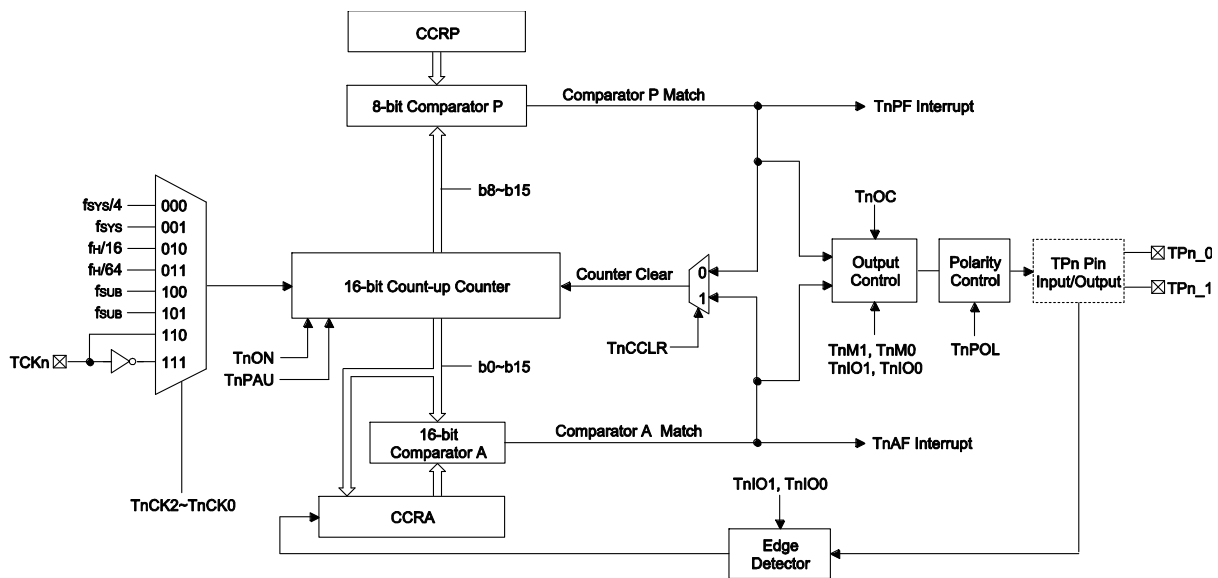 CCRP
8-bit Comparator P
Comparator P Match
TnPF Interrupt
b8~b15
fSYS/4
000
fSYS
001
fH/16
010
fH/64
011
fSUB
100
fSUB
101
110
111
TCKn
TnCK2~TnCK0
16-bit Count-up Counter
TnON
TnPAU
b0~b15
Counter Clear
0
1
TnCCLR
TnOC
Output
Control
TnM1, TnM0
TnIO1, TnIO0
Polarity
Control
TnPOL
TPn Pin
Input/Output
TPn_0
TPn_1
16-bit
Comparator A
Comparator A Match
TnAF Interrupt
CCRA
TnIO1, TnIO0
Edge
Detector